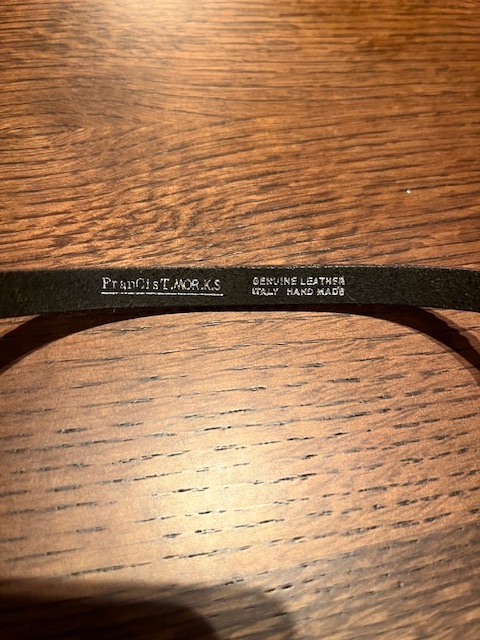 FranCisT.MOR.K.S
GENUINE LEATHER
ITALY HAND MADE